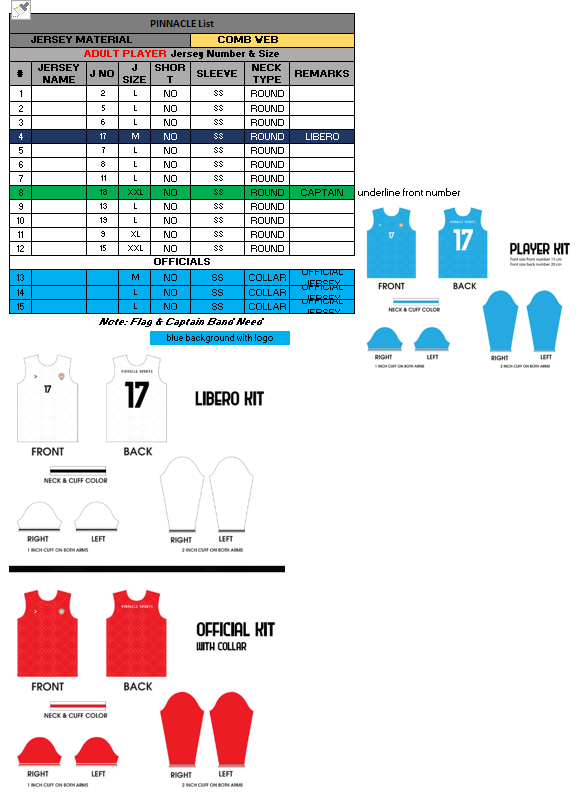 PINNACLE List
JERSEY MATERIAL COMB WEB
ADULT PLAYER Jersey Number & Size
# JERSEY NAME J NO J SIZE SHORT SLEEVE NECK TYPE REMARKS
1 2 L NO SS ROUND
2 5 L NO SS ROUND
3 6 L NO SS ROUND
4 17 M NO SS ROUND LIBERO
5 7 L NO SS ROUND
6 8 L NO SS ROUND
7 11 L NO SS ROUND
8 18 XXL NO SS ROUND CAPTAIN underline front number
9 13 L NO SS ROUND
10 19 L NO SS ROUND
11 9 XL NO SS ROUND
12 15 XXL NO SS ROUND
OFFICIALS
13 M NO SS COLLAR OFFICIAL JERSEY
14 L NO SS COLLAR OFFICIAL JERSEY
15 L NO SS COLLAR OFFICIAL JERSEY
Note: Flag & Captain Band Need
blue background with logo
17
PINNACLE SPORTS
17
PLAYER KIT
Font size front number 15 cm
Font size back number 20 cm
FRONT BACK
NECK & CUFF COLOR
RIGHT LEFT
1 INCH CUFF ON BOTH ARMS
RIGHT LEFT
2 INCH CUFF ON BOTH ARMS
17
PINNACLE SPORTS
17
LIBERO KIT
FRONT BACK
NECK & CUFF COLOR
RIGHT LEFT
1 INCH CUFF ON BOTH ARMS
RIGHT LEFT
2 INCH CUFF ON BOTH ARMS
PINNACLE SPORTS
OFFICIAL KIT
WITH COLLAR
FRONT BACK
NECK & CUFF COLOR
RIGHT LEFT
1 INCH CUFF ON BOTH ARMS
RIGHT LEFT
2 INCH CUFF ON BOTH ARMS